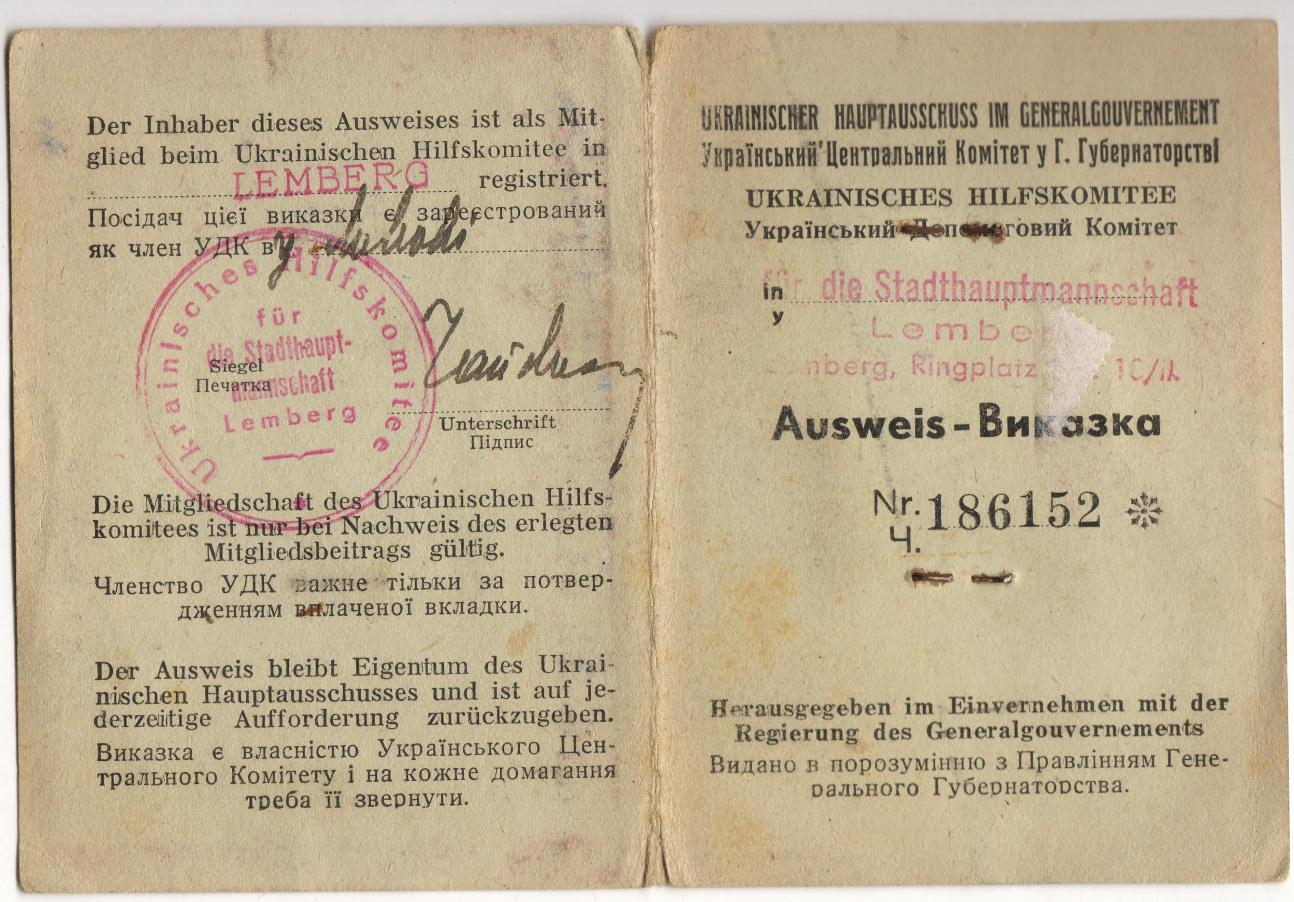 Der Inhaber dieses Ausweises ist als Mit-
glied beim Ukrainischen Hilfskomitee in
LEMBERG registriert.
Посідач цієї виказки є зареєстрований
як член УДК в
Ukrainisches Hilfskomitee
für
die Stadthaupt-
mannschaft
Lemberg
Siegel
Печатка
Unterschrift
Підпис
Die Mitgliedschaft des Ukrainischen Hilfs-
komitees ist nur bei Nachweis des erlegten
Mitgliedsbeitrags gültig.
Членство УДК важне тільки за потвер-
дженням вплаченої вкладки.
Der Ausweis bleibt Eigentum des Ukrai-
nischen Hauptausschusses und ist auf je-
derzeitige Aufforderung zurückzugeben.
Виказка є власністю Українського Цен-
трального Комітету і на кожне домагання
треба її звернути.
UKRAINISCHER HAUPTAUSSCHUSS IM GENERALGOUVERNEMENT
Український Центральний Комітет у Г. Губернаторстві
UKRAINISCHES HILFSKOMITEE
Український Допомоговий Комітет
in für die Stadthauptmannschaft
у
Ringplatz
Ausweis - Виказка
Nr. 186152
Ч.
Herausgegeben im Einvernehmen mit der
Regierung des Generalgouvernements
Видано в порозумінню з Правлінням Гене-
рального Губернаторства.